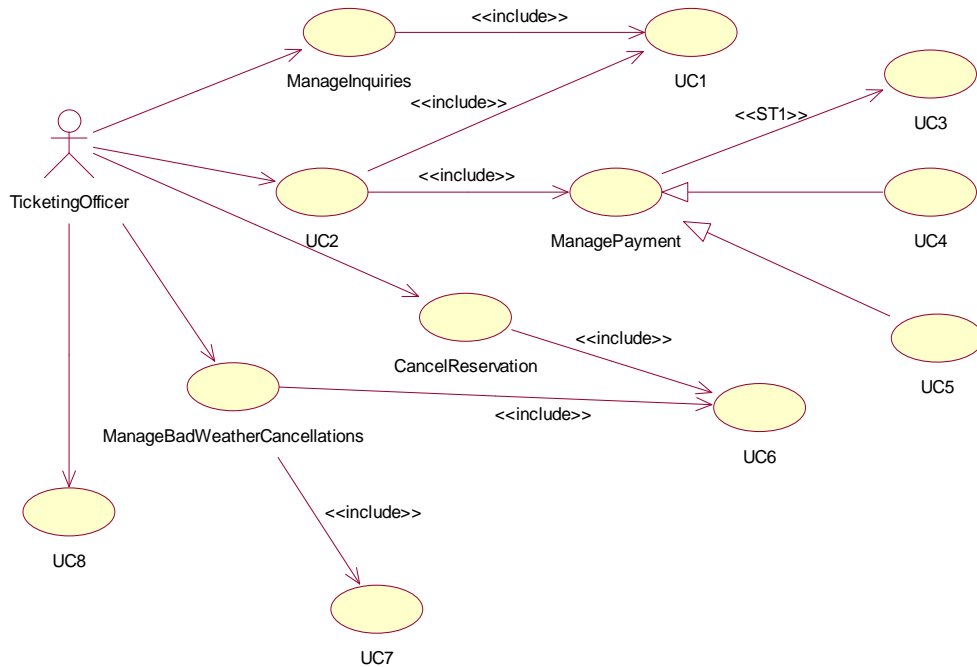 <<include>>
ManageInquiries
UC1
<<include>>
<<ST1>>
UC3
TicketingOfficer
<<include>>
UC2
ManagePayment
UC4
<<include>>
CancelReservation
UC5
<<include>>
ManageBadWeatherCancellations
UC6
<<include>>
UC8
UC7